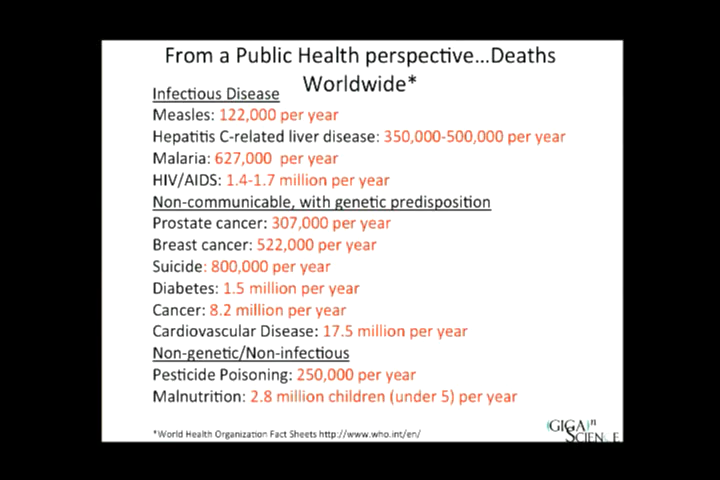 From a Public Health perspective...Deaths
Worldwide*
Infectious Disease
Measles: 122,000 per year
Hepatitis C-related liver disease: 350,000-500,000 per year
Malaria: 627,000  per year
HIV/AIDS: 1.4-1.7 million per year
Non-communicable, with genetic predisposition
Prostate cancer: 307,000 per year
Breast cancer: 522,000 per year
Suicide: 800,000 per year
Diabetes: 1.5 million per year
Cancer: 8.2 million per year
Cardiovascular Disease: 17.5 million per year
Non-genetic/Non-infectious
Pesticide Poisoning: 250,000 per year
Malnutrition: 2.8 million children (under 5) per year
*World Health Organization Fact Sheets http://www.who.int/en/
(GIGA)n
SCIENCE